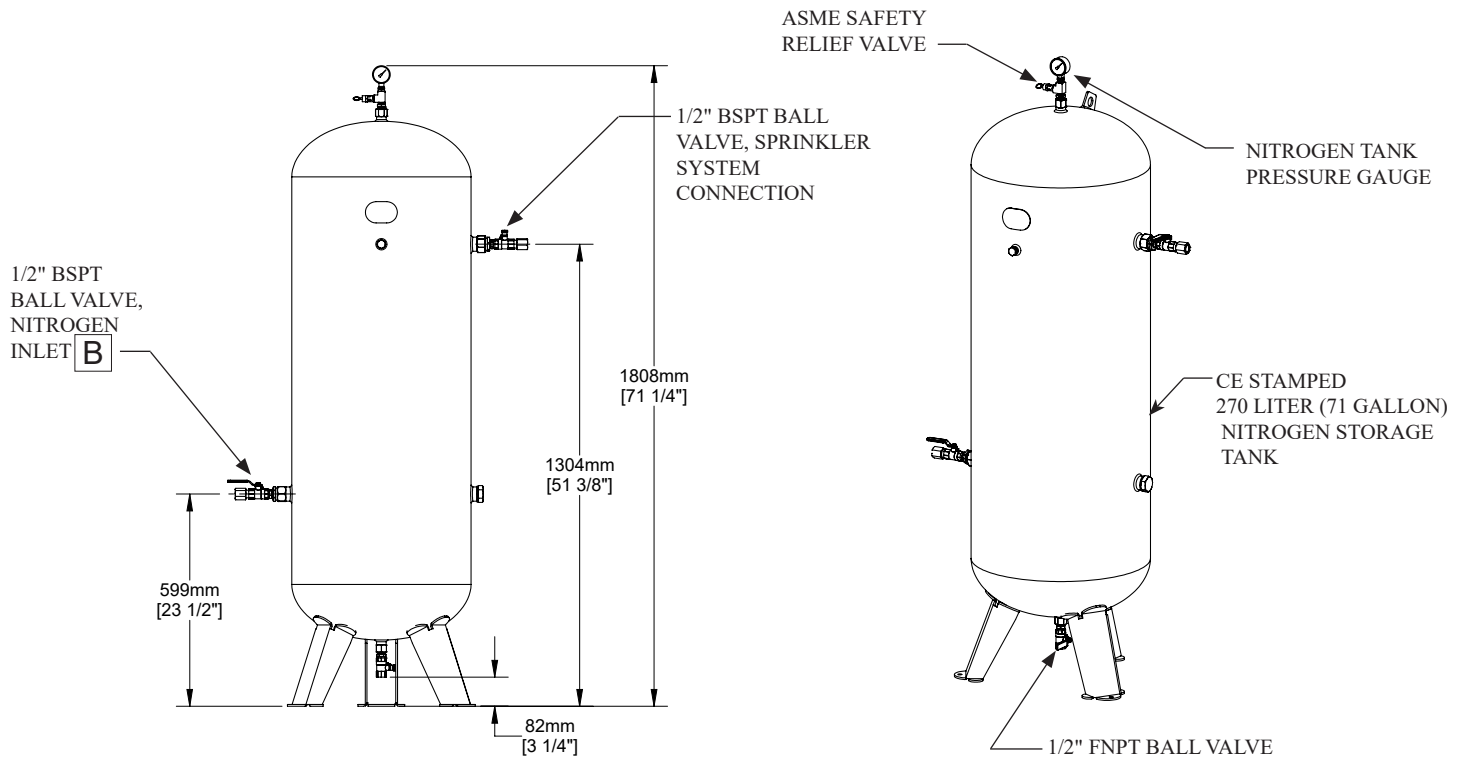 ASME SAFETY
RELIEF VALVE
1/2" BSPT BALL
VALVE, SPRINKLER
SYSTEM
CONNECTION
NITROGEN TANK
PRESSURE GAUGE
1/2" BSPT
BALL VALVE,
NITROGEN
INLET B
1808mm
[71 1/4"]
CE STAMPED
270 LITER (71 GALLON)
NITROGEN STORAGE
TANK
1304mm
[51 3/8"]
599mm
[23 1/2"]
82mm
[3 1/4"]
1/2" FNPT BALL VALVE